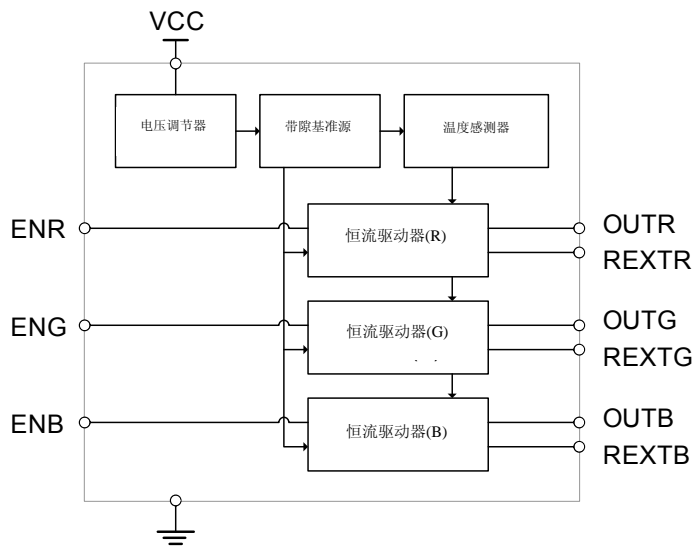 VCC
电压调节器
带隙基准源
温度感测器
ENR
恒流驱动器(R)
OUTR
REXTR
ENG
恒流驱动器(G)
OUTG
REXTG
ENB
恒流驱动器(B)
OUTB
REXTB